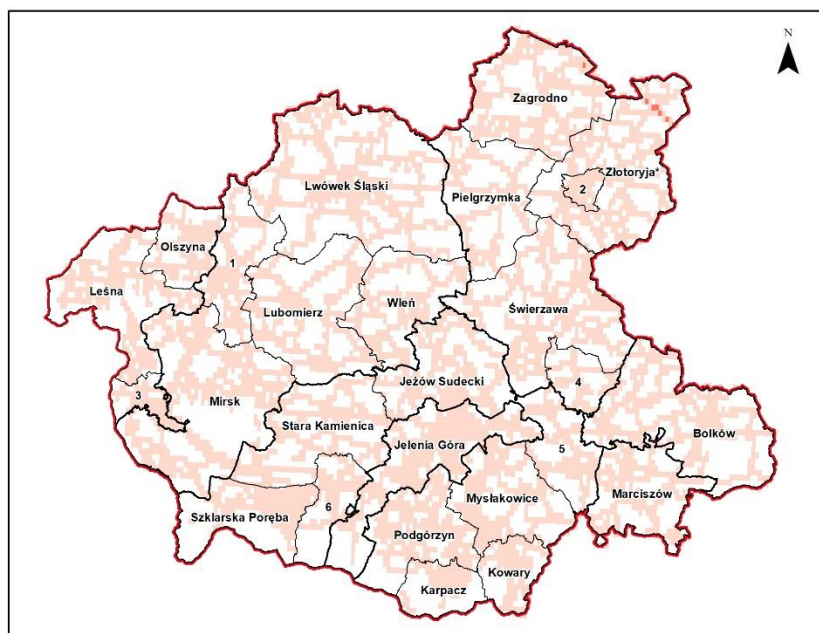 N
Zagrodno
Złotoryja*
2
Lwówek Śląski
Pielgrzymka
Olszyna
1
Leśna
Lubomierz
Wleń
Świerzawa
Jeżów Sudecki
4
3
Mirsk
Stara Kamienica
Bolków
Jelenia Góra
5
Marciszów
Mysłakowice
Szklarska Poręba
6
Podgórzyn
Kowary
Karpacz